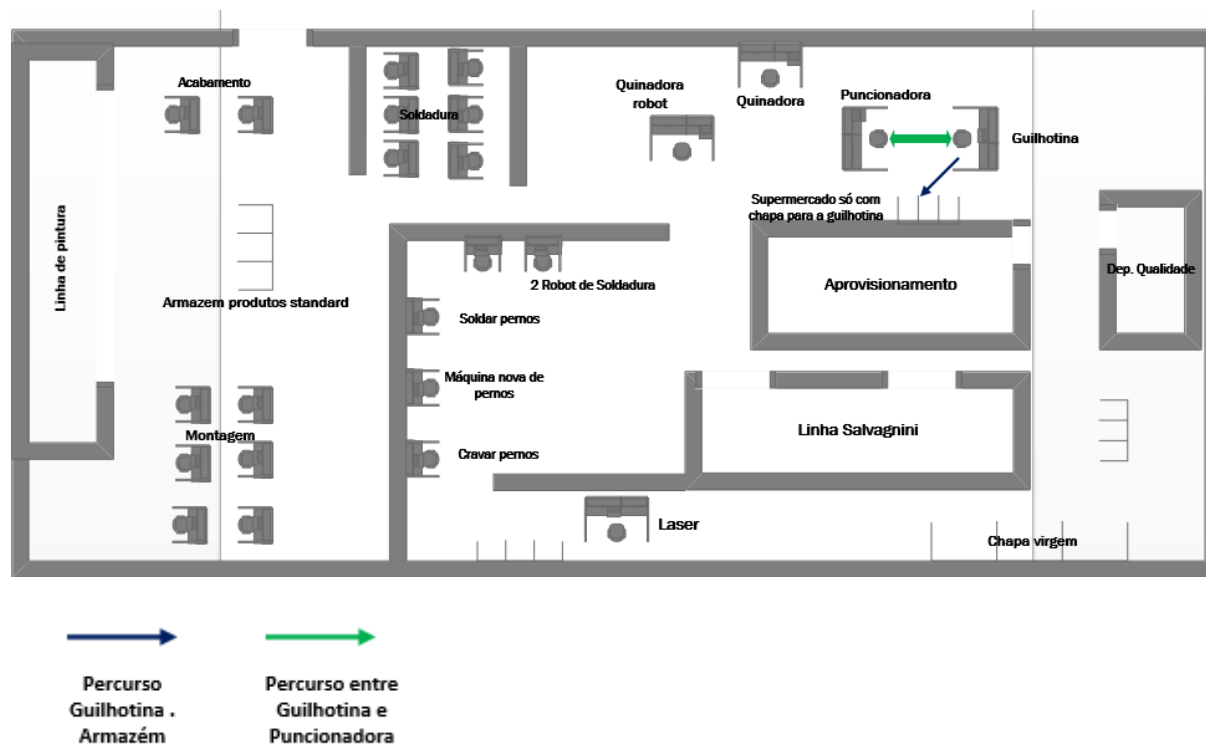 Acabamento
Soldadura
Quinadora
robot
Quinadora
Puncionadora
Guilhotina
Supermercado só com
chapa para a guilhotina
Linha de pintura
Armazem produtos standard
2 Robot de Soldadura
Aprovisionamento
Dep. Qualidade
Soldar pernos
Máquina nova de
pernos
Cravar pernos
Montagem
Linha Salvagnini
Laser
Chapa virgem
Percurso
Guilhotina .
Armazém
Percurso entre
Guilhotina e
Puncionadora